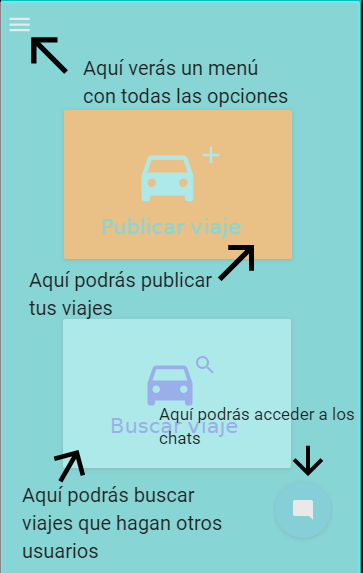 Aquí verás un menú
con todas las opciones
Publicar viaje
Aquí podrás publicar
tus viajes
Aquí podrás acceder a los
chats
Buscar viaje
Aquí podrás buscar
viajes que hagan otros
usuarios